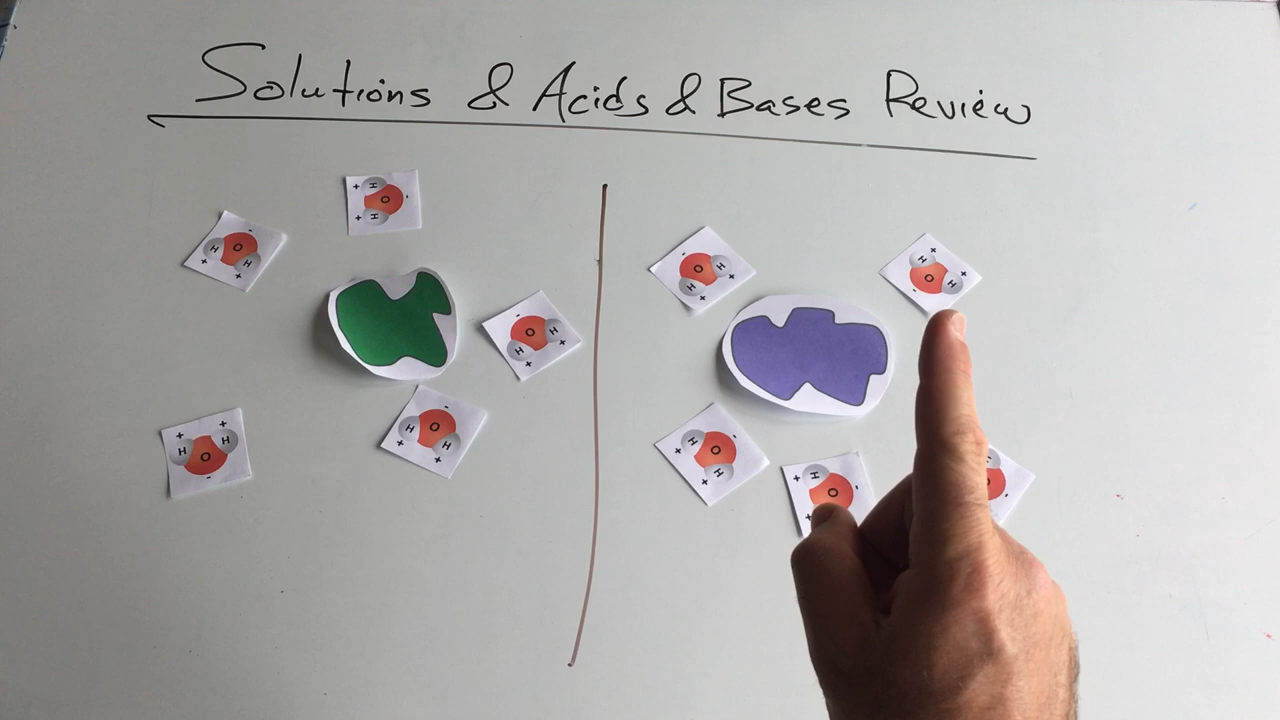 Solutions & Acids & Bases Review
H + O - H +
- H O + H +
H + O H +
H + O H + -
- O H + H +
- O H + H +
+ H + H O -
- + H O + H
- + H O + H
+ H O -
H